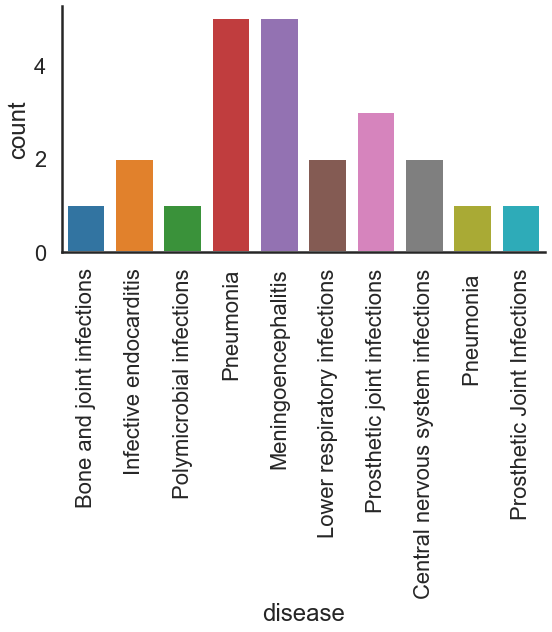 count
4
2
0
Bone and joint infections
Infective endocarditis
Polymicrobial infections
Pneumonia
Meningoencephalitis
Lower respiratory infections
Prosthetic joint infections
Central nervous system infections
Pneumonia
Prosthetic Joint Infections
disease